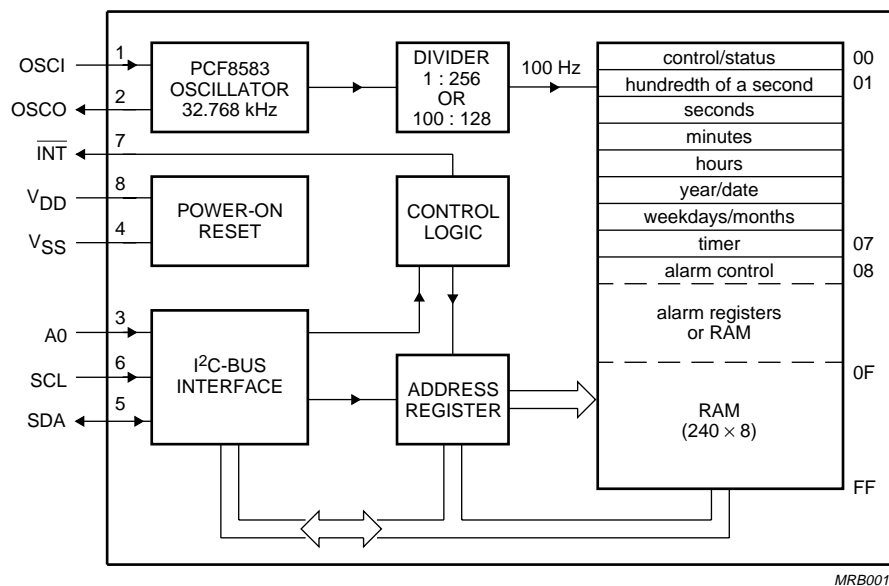 OSCI
1
OSCO
2
INT
7
VDD
8
VSS
4
A0
3
SCL
6
SDA
5
PCF8583
OSCILLATOR
32.768 kHz
DIVIDER
1 : 256
OR
100 : 128
100 Hz
POWER-ON
RESET
CONTROL
LOGIC
I2C-BUS
INTERFACE
ADDRESS
REGISTER
control/status
00
hundredth of a second
01
seconds
minutes
hours
year/date
weekdays/months
timer
07
alarm control
08
alarm registers
or RAM
0F
RAM
(240 × 8)
FF
MRB001